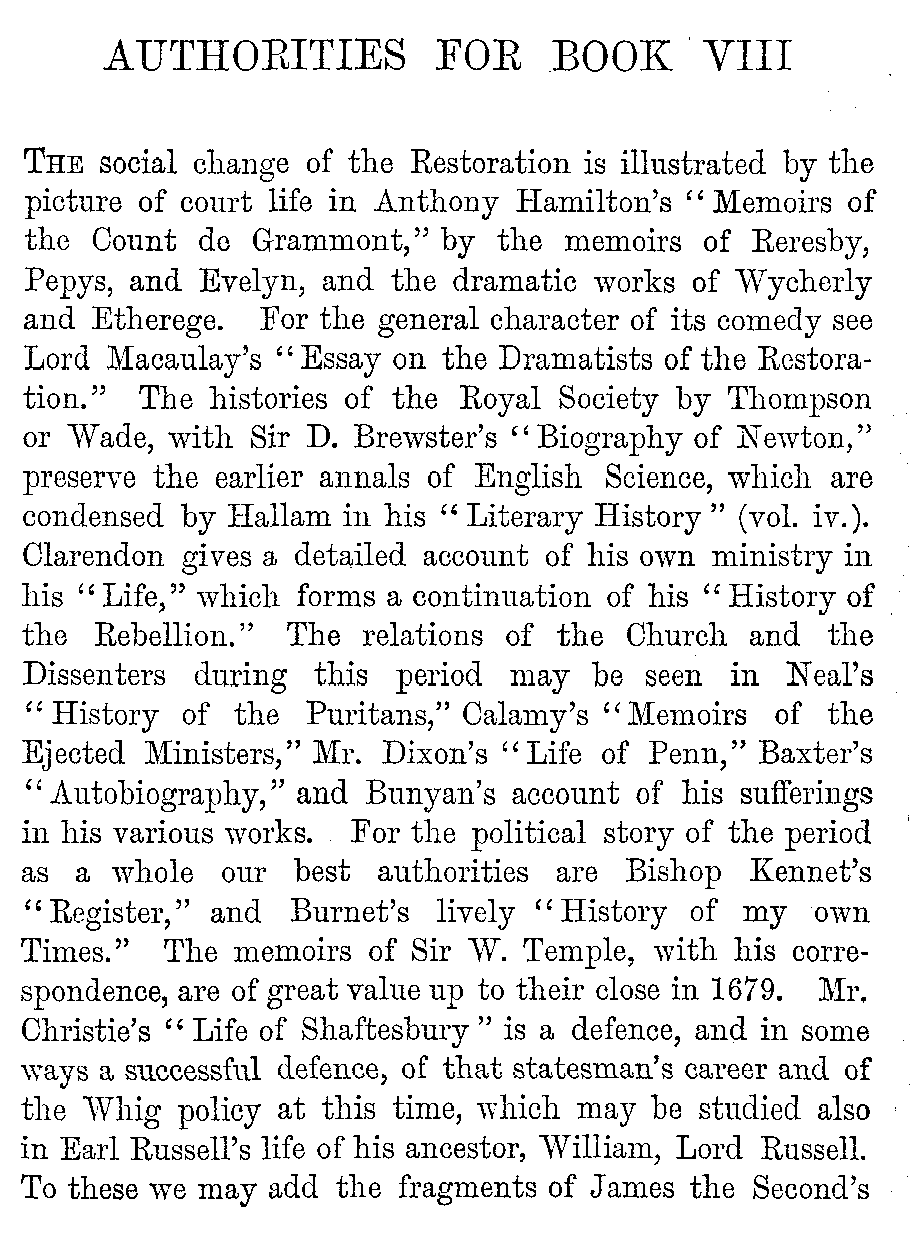 AUTHORITIES FOR BOOK VIII
THE social change of the Restoration is illustrated by the
picture of court life in Anthony Hamilton's "Memoirs of
the Count de Grammont," by the memoirs of Reresby,
Pepys, and Evelyn, and the dramatic works of Wycherly
and Etherege. For the general character of its comedy see
Lord Macaulay's "Essay on the Dramatists of the Restora-
tion." The histories of the Royal Society by Thompson
or Wade, with Sir D. Brewster's "Biography of Newton,"
preserve the earlier annals of English Science, which are
condensed by Hallam in his "Literary History" (vol. iv.).
Clarendon gives a detailed account of his own ministry in
his "Life," which forms a continuation of his "History of
the Rebellion." The relations of the Church and the
Dissenters during this period may be seen in Neal's
"History of the Puritans," Calamy's "Memoirs of the
Ejected Ministers," Mr. Dixon's "Life of Penn," Baxter's
"Autobiography," and Bunyan's account of his sufferings
in his various works. For the political story of the period
as a whole our best authorities are Bishop Kennet's
"Register," and Burnet's lively "History of my own
Times." The memoirs of Sir W. Temple, with his corre-
spondence, are of great value up to their close in 1679. Mr.
Christie's "Life of Shaftesbury" is a defence, and in some
ways a successful defence, of that statesman's career and of
the Whig policy at this time, which may be studied also
in Earl Russell's life of his ancestor, William, Lord Russell.
To these we may add the fragments of James the Second's